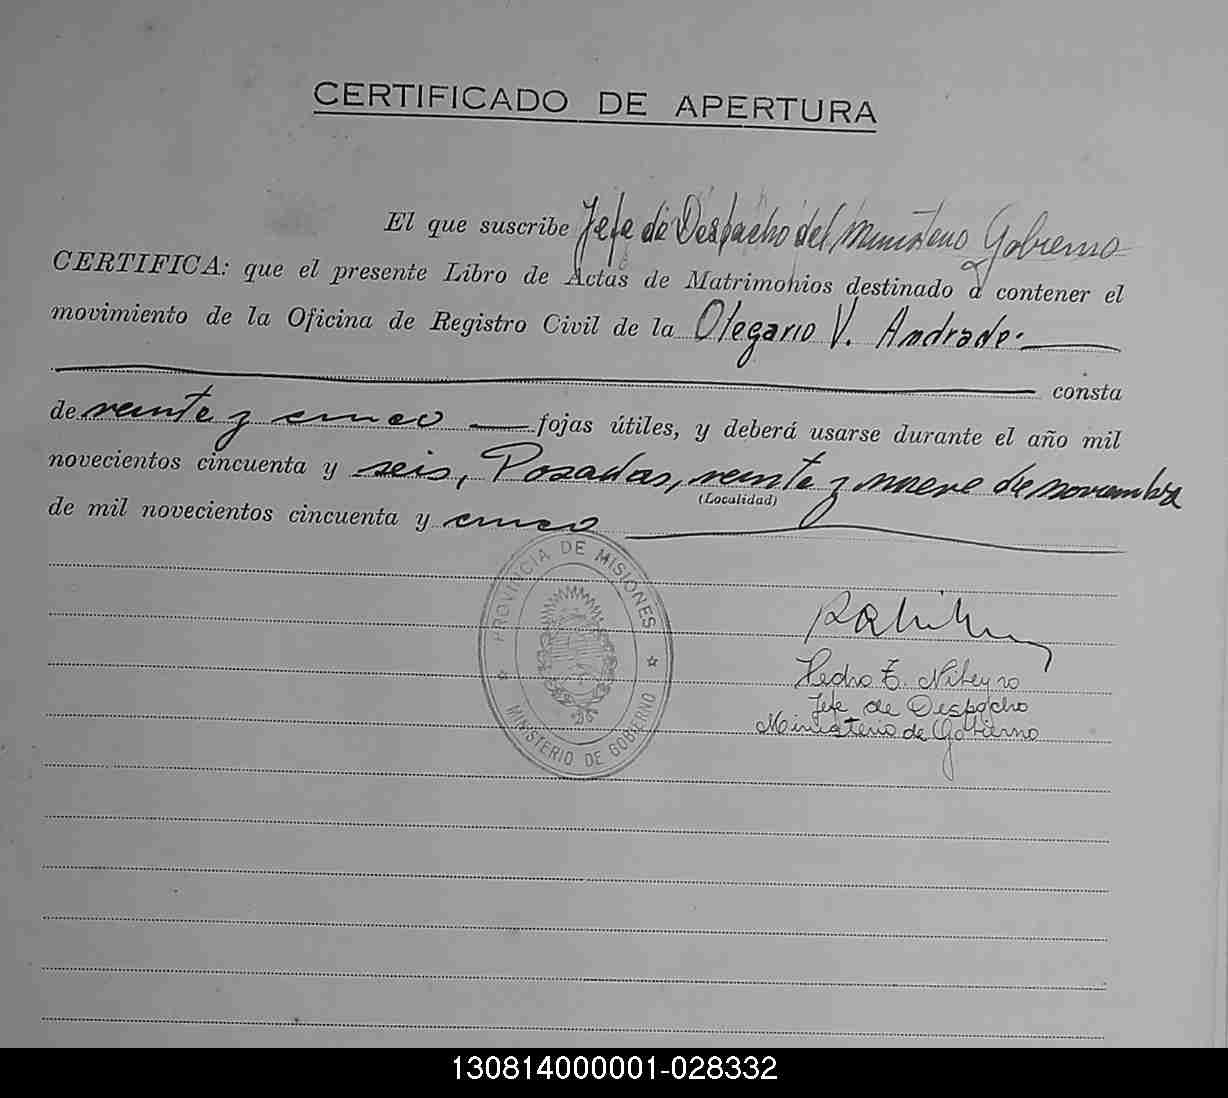 CERTIFICADO DE APERTURA
El que suscribe Jefe de Despacho del Ministerio Gobierno
CERTIFICA: que el presente Libro de Actas de Matrimonios destinado a contener el
movimiento de la Oficina de Registro Civil de la Olegario V. Andrade.
consta
de veinte y cinco fojas útiles, y deberá usarse durante el año mil
novecientos cincuenta y seis, Posadas, veinte y nueve de noviembre
(Localidad)
de mil novecientos cincuenta y cinco
PROVINCIA DE MISIONES
MINISTERIO DE GOBIERNO
Pedro E. Nibeyro
Jefe de Despacho
Ministerio de Gobierno
130814000001-028332